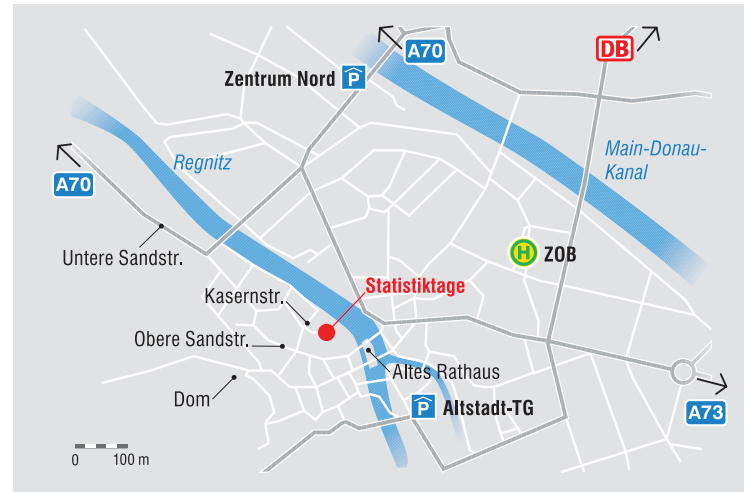 A70
DB
Zentrum Nord P
Regnitz
Main-Donau-
Kanal
A70
Untere Sandstr.
H ZOB
Kasernstr.
Statistiktage
Obere Sandstr.
Altes Rathaus
Dom
P Altstadt-TG
A73
0 100 m